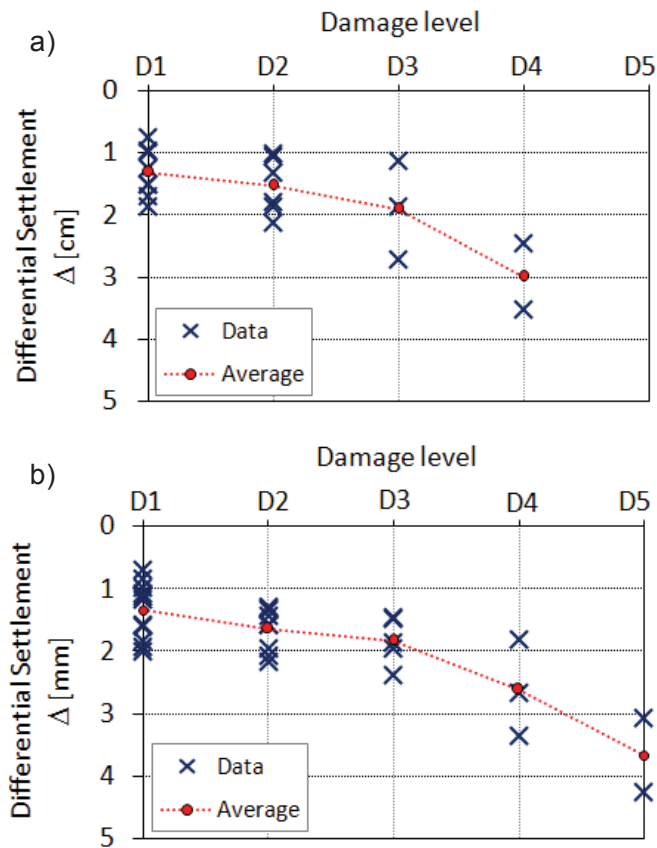 a)
Damage level
D1 D2 D3 D4 D5
0
1
2
3
4
5
Differential Settlement
Δ [cm]
Data
Average
b)
Damage level
D1 D2 D3 D4 D5
0
1
2
3
4
5
Differential Settlement
Δ [mm]
Data
Average